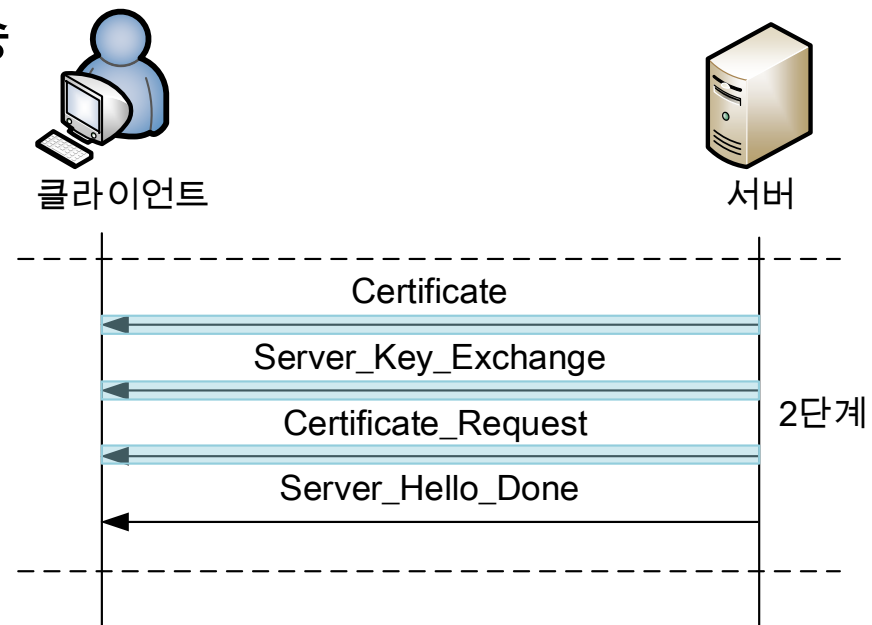 클라이언트
서버
Certificate
Server_Key_Exchange
Certificate_Request
2단계
Server_Hello_Done